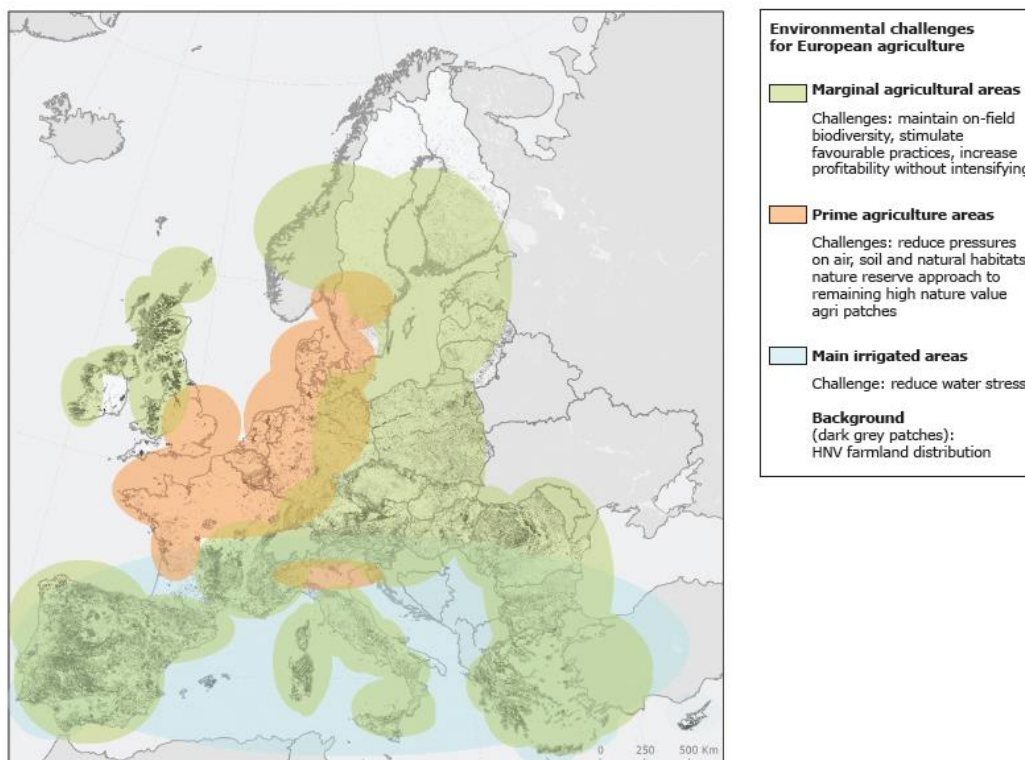 Environmental challenges
for European agriculture
Marginal agricultural areas
Challenges: maintain on-field
biodiversity, stimulate
favourable practices, increase
profitability without intensifying
Prime agriculture areas
Challenges: reduce pressures
on air, soil and natural habitats
nature reserve approach to
remaining high nature value
agri patches
Main irrigated areas
Challenge: reduce water stress
Background
(dark grey patches):
HNV farmland distribution
0 250 500 Km